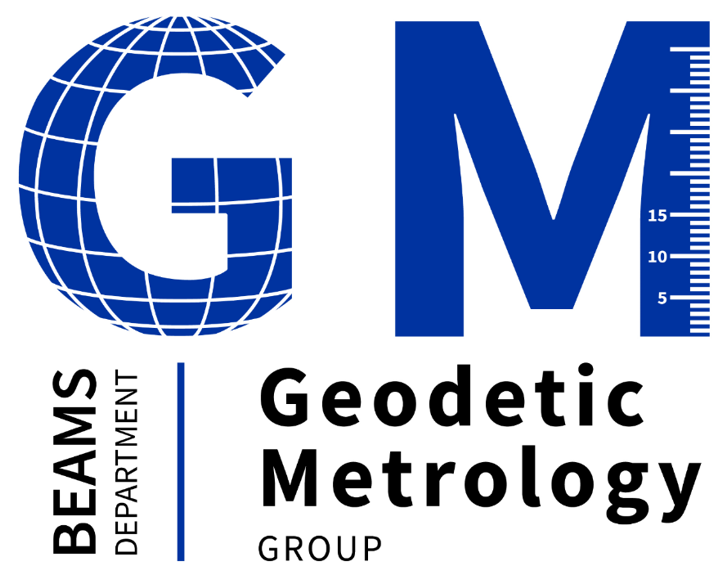 GM
15
10
5
BEAMS
DEPARTMENT
Geodetic
Metrology
GROUP